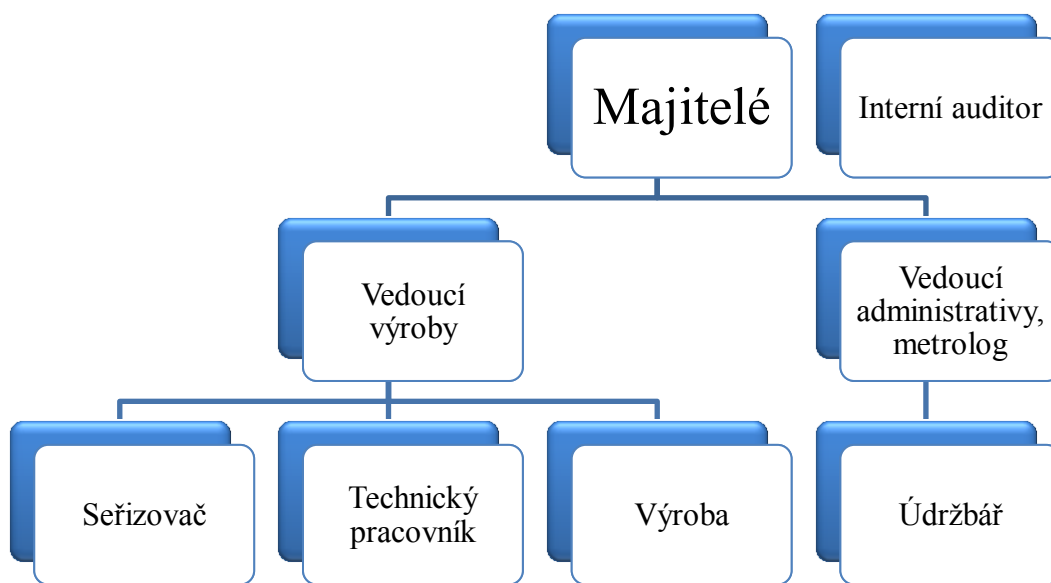 Majitelé
Interní auditor
Vedoucí
výroby
Vedoucí
administrativy,
metrolog
Seřizovač
Technický
pracovník
Výroba
Údržbář